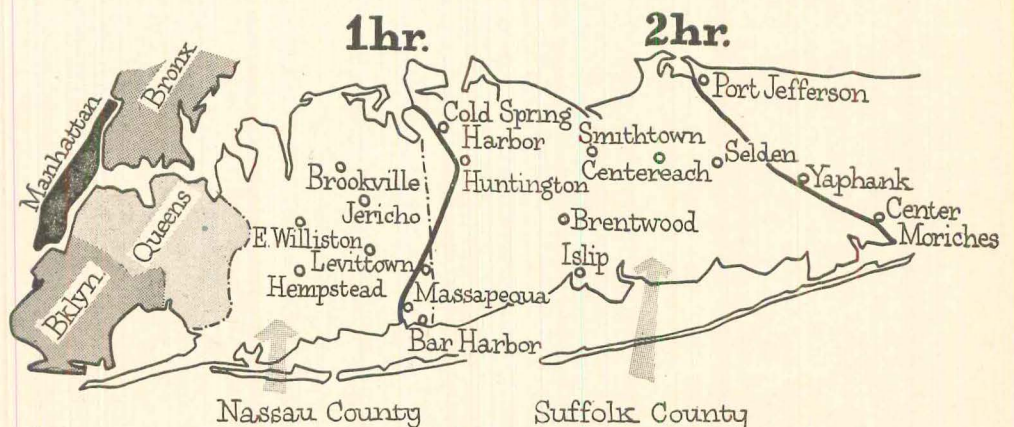 1hr.
2hr.
Manhattan
Bronx
Queens
Bklyn.
Cold Spring
Harbor
Huntington
Brookville
Jericho
E. Williston
Levittown
Hempstead
Massapequa
Bar Harbor
Port Jefferson
Smithtown
Centereach
Selden
Yaphank
Brentwood
Center
Moriches
Islip
Nassau County
Suffolk County